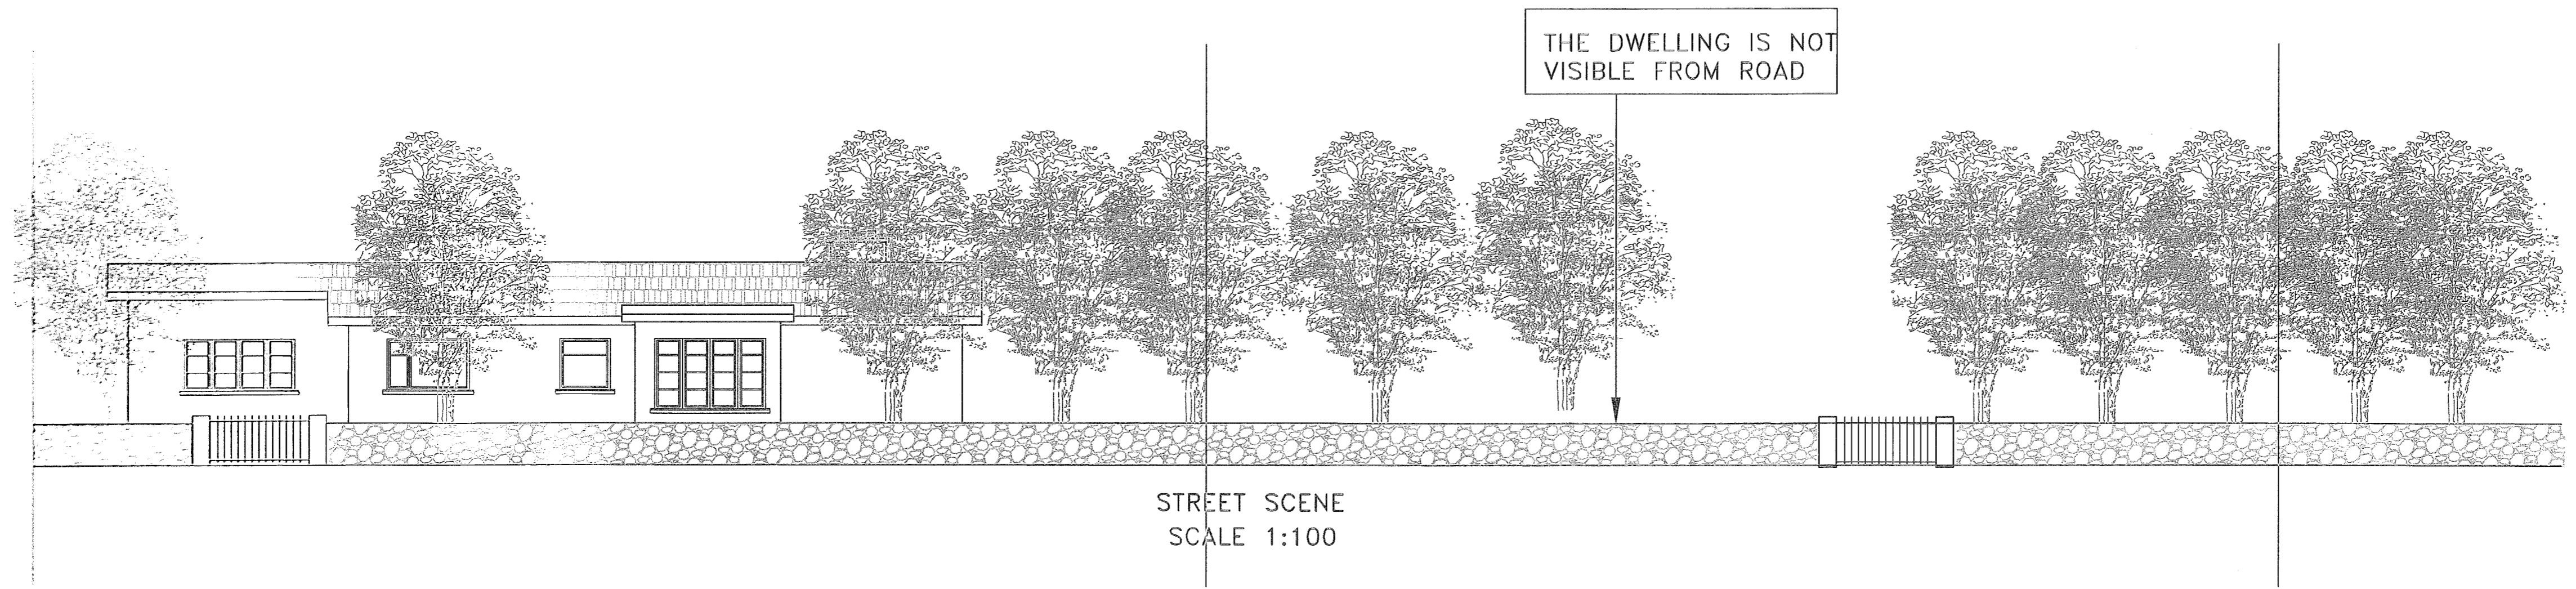 THE DWELLING IS NOT
VISIBLE FROM ROAD
STREET SCENE
SCALE 1:100